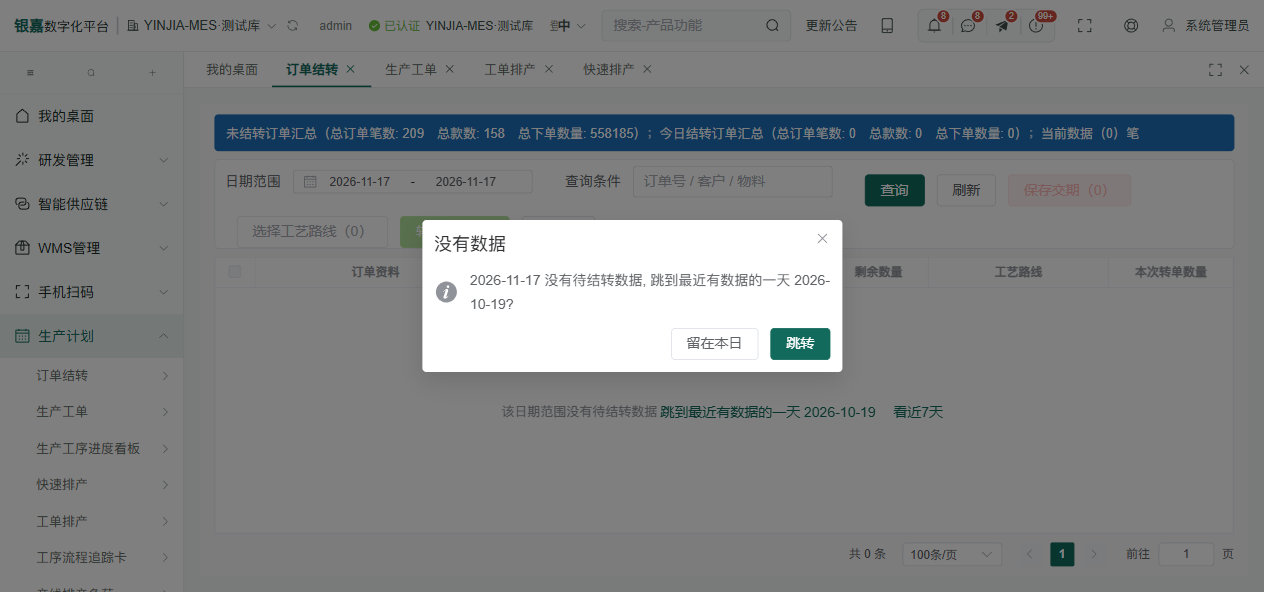 银嘉数字化平台
YINJIA-MES·测试库
admin
已认证 YINJIA-MES·测试库
中
搜索-产品功能
更新公告
8
8
2
99+
系统管理员
我的桌面
订单结转
生产工单
工单排产
快速排产
我的桌面
研发管理
智能供应链
WMS管理
手机扫码
生产计划
订单结转
生产工单
生产工序进度看板
快速排产
工单排产
工序流程追踪卡
未结转订单汇总（总订单笔数: 209 总款数: 158 总下单数量: 558185）; 今日结转订单汇总（总订单笔数: 0 总款数: 0 总下单数量: 0）; 当前数据（0）笔
日期范围 2026-11-17 - 2026-11-17
查询条件 订单号 / 客户 / 物料
查询
刷新
保存交期（0）
选择工艺路线（0）
订单资料
剩余数量
工艺路线
本次转单数量
没有数据
2026-11-17 没有待结转数据, 跳到最近有数据的一天 2026-
10-19?
留在本日
跳转
该日期范围没有待结转数据 跳到最近有数据的一天 2026-10-19 看近7天
共 0 条
100条/页
1
前往 1 页